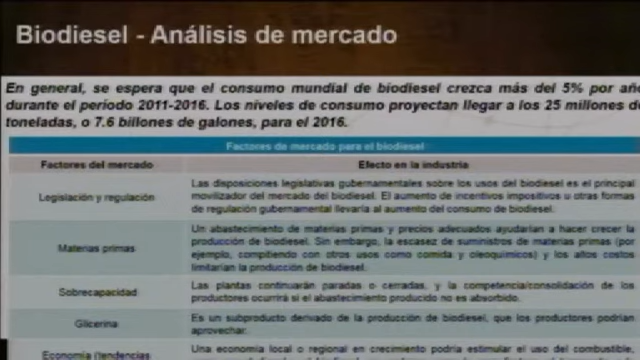 Biodiesel - Análisis de mercado
En general, se espera que el consumo mundial de biodiesel crezca más del 5% por año
durante el período 2011-2016. Los níveles de consumo proyectan llegar a los 25 millones de
toneladas, o 7.6 billones de galones, para el 2016.
Factores de mercado para el biodiesel
Factores del mercado
Efecto en la industria
Legislación y regulación
Las disposiciones legislativas gubernamentales sobre los usos del biodiesel es el principal
movilizador del mercado del biodiesel. El aumento de incentivos impositivos u otras formas
de regulación gubernamental llevaría al aumento del consumo de biodiesel.
Materias primas
Un abastecimiento de materias primas y precios adecuados ayudarían a hacer crecer la
producción de biodiesel. Sin embargo, la escasez de suministros de materias primas (por
ejemplo, compitiendo con otros usos como comida y oleoquímicos) y los altos costos
limitarían la producción de biodiesel.
Sobrecapacidad
Las plantas continuarán paradas o cerradas, y la competencia/consolidación de los
productores ocurrirá si el abastecimiento producido no es absorbido.
Glicerina
Es un subproducto derivado de la producción de biodiesel, que los productores podrían
aprovechar.
Economía (tendencias
Una economía local o regional en crecimiento podría estimular el uso del combustible,